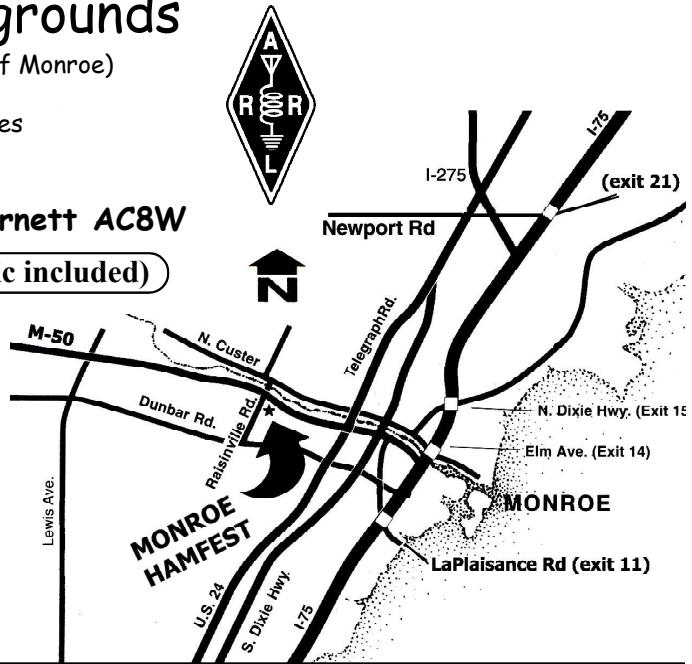 grounds
f Monroe)
es
rnett AC8W
c included)
A
R R
L
N
I-75
I-275
(exit 21)
Newport Rd
Telegraph Rd.
M-50
N. Custer
Dunbar Rd.
Raisinville Rd.
N. Dixie Hwy. (Exit 15
Elm Ave. (Exit 14)
Lewis Ave.
MONROE
HAMFEST
MONROE
LaPlaisance Rd (exit 11)
U.S. 24
S. Dixie Hwy.
I-75